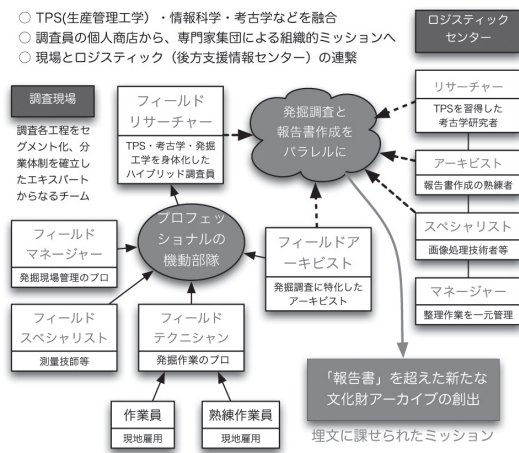 ○ TPS(生産管理工学)・情報科学・考古学などを融合
○ 調査員の個人商店から、専門家集団による組織的ミッションへ
○ 現場とロジスティック(後方支援情報センター)の連繫
ロジスティック
センター
調査現場
調査各工程をセ
グメント化、分
業体制を確立し
たエキスパート
からなるチーム
フィールド
リサーチャー
TPS・考古学・発掘
工学を身体化した
ハイブリッド調査員
発掘調査と
報告書作成を
パラレルに
リサーチャー
TPSを習得した
考古学研究者
アーキビスト
報告書作成の熟練者
スペシャリスト
画像処理技術者等
マネージャー
整理作業を一元管理
フィールド
マネージャー
発掘現場管理のプロ
プロフェッ
ショナルの
機動部隊
フィールドア
ーキビスト
発掘調査に特化した
アーキビスト
フィールド
スペシャリスト
測量技師等
フィールド
テクニシャン
発掘作業のプロ
作業員
現地雇用
熟練作業員
現地雇用
「報告書」を超えた新たな
文化財アーカイブの創出
埋文に課せられたミッション